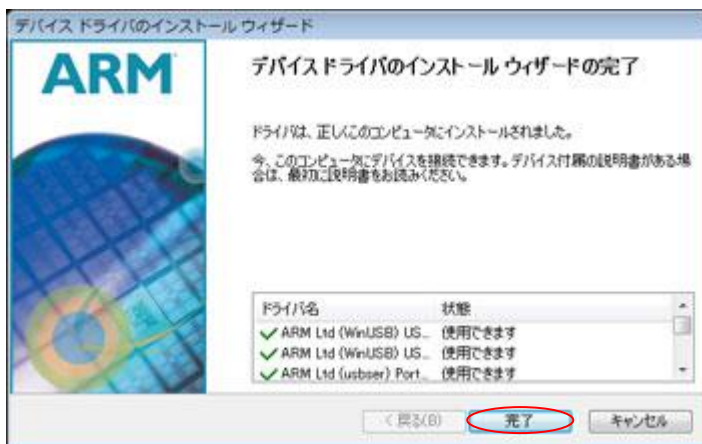 デバイス ドライバのインストール ウィザード
ARM
デバイス ドライバのインストール ウィザードの完了
ドライバは、正しくこのコンピュータにインストールされました。
今、このコンピュータにデバイスを接続できます。デバイス付属の説明書がある場
合は、最初に説明書をお読みください。
ドライバ名 状態
ARM Ltd (WinUSB) US... 使用できます
ARM Ltd (WinUSB) US... 使用できます
ARM Ltd (usbser) Port... 使用できます
< 戻る(B) 完了 キャンセル